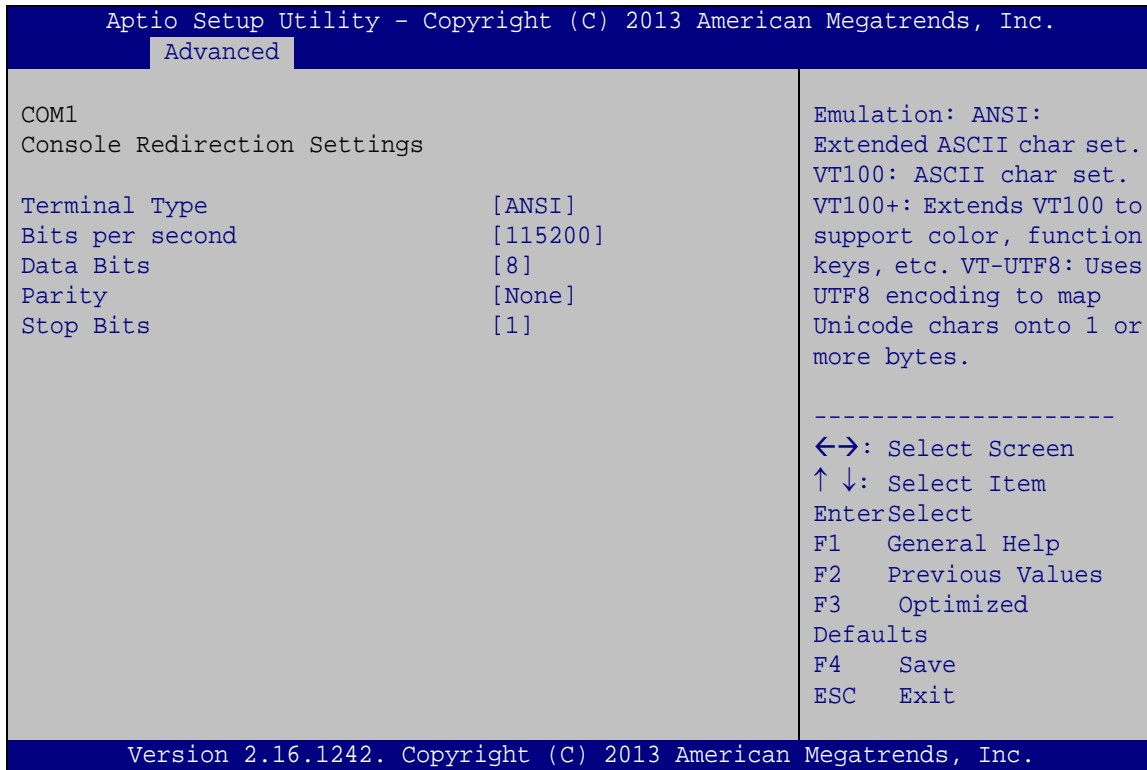 Aptio Setup Utility – Copyright (C) 2013 American Megatrends, Inc.
Advanced
COM1
Console Redirection Settings
Terminal Type [ANSI]
Bits per second [115200]
Data Bits [8]
Parity [None]
Stop Bits [1]
Emulation: ANSI:
Extended ASCII char set.
VT100: ASCII char set.
VT100+: Extends VT100 to
support color, function
keys, etc. VT-UTF8: Uses
UTF8 encoding to map
Unicode chars onto 1 or
more bytes.
---------------------
←→: Select Screen
↑ ↓: Select Item
EnterSelect
F1 General Help
F2 Previous Values
F3 Optimized
Defaults
F4 Save
ESC Exit
Version 2.16.1242. Copyright (C) 2013 American Megatrends, Inc.